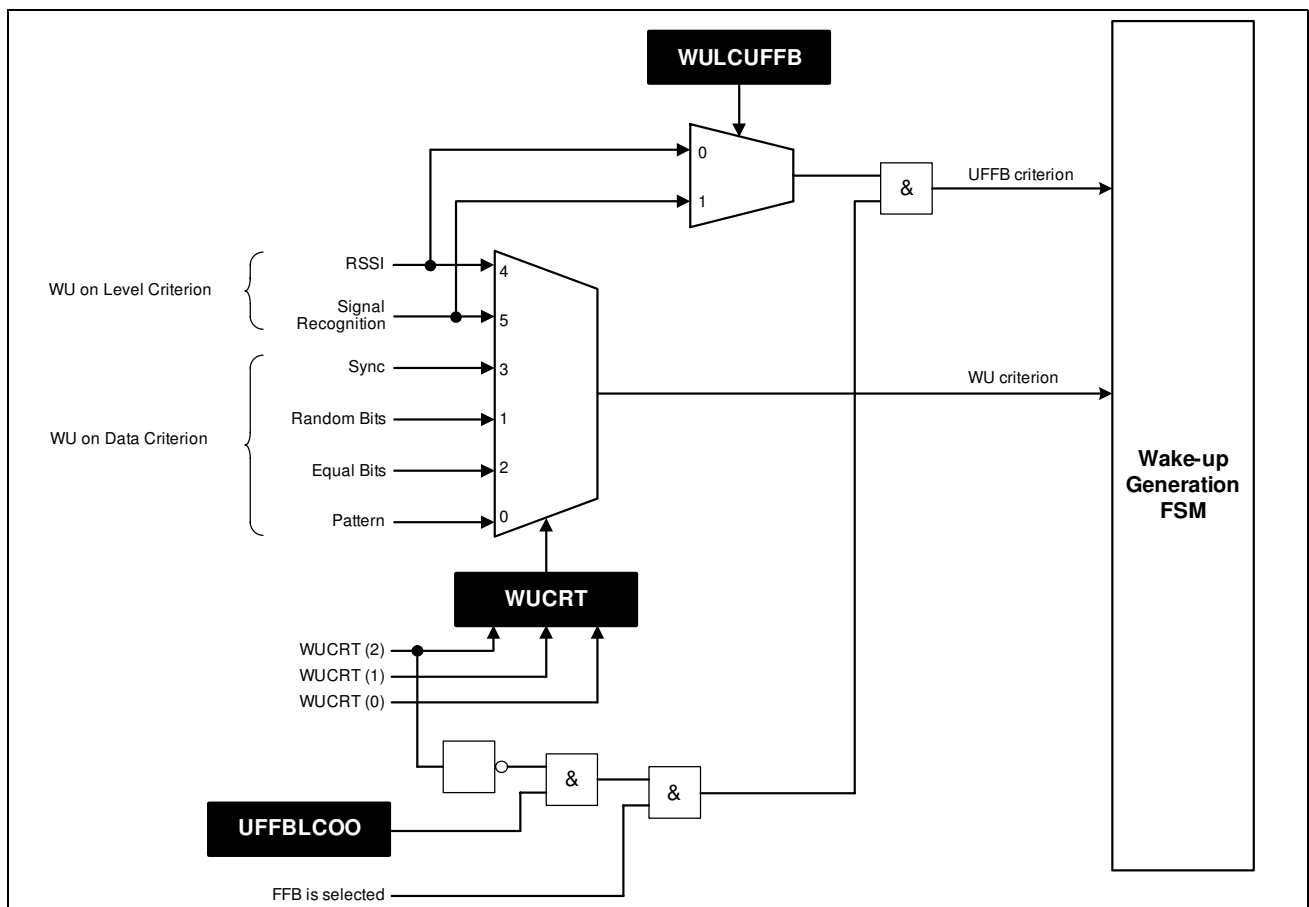 WULCUFFB
0
1
&
UFFB criterion
WU on Level Criterion
RSSI
4
Signal
Recognition
5
Sync
3
WU criterion
WU on Data Criterion
Random Bits
1
Equal Bits
2
Pattern
0
Wake-up
Generation
FSM
WUCRT
WUCRT (2)
WUCRT (1)
WUCRT (0)
&
&
UFFBLCOO
FFB is selected